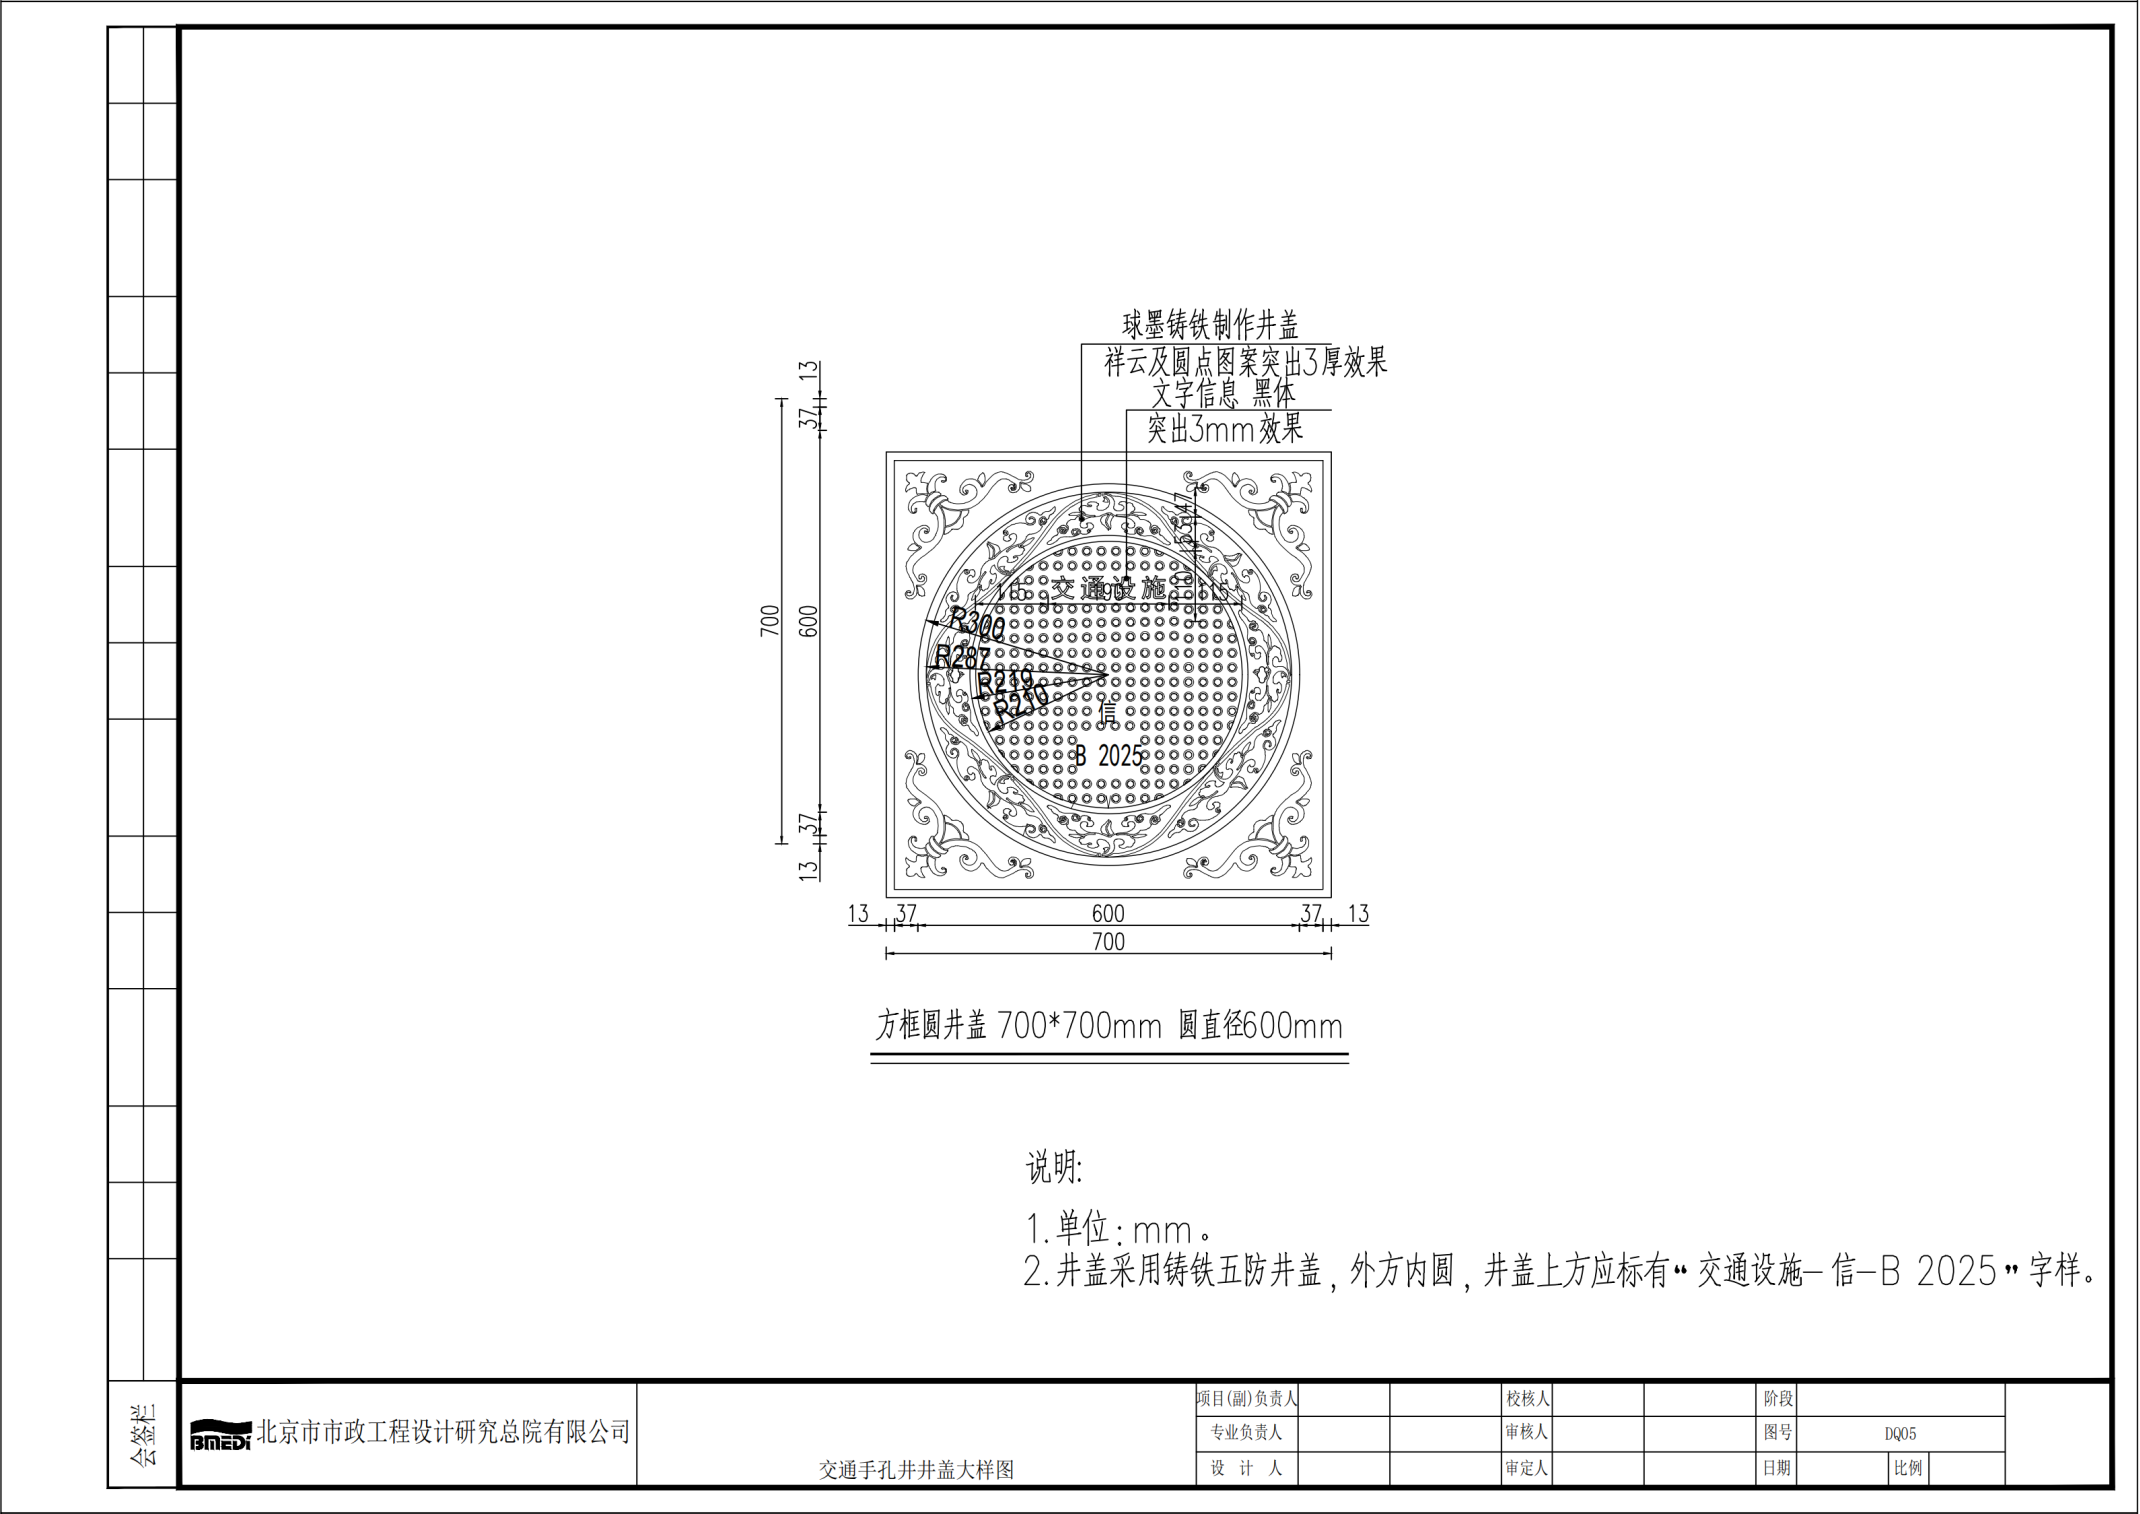 球墨铸铁制作井盖
祥云及圆点图案突出3厚效果
文字信息 黑体
突出3mm效果
13
37
700
600
37
13
47
53
110
交通设施
115
190
115
R300
R287
R219
R210
信
B 2025
13
37
600
37
13
700
方框圆井盖 700*700mm 圆直径600mm
说明:
1.单位:mm。
2.井盖采用铸铁五防井盖,外方内圆,井盖上方应标有“交通设施-信-B 2025”字样。
会签栏
BMEDi 北京市市政工程设计研究总院有限公司
交通手孔井井盖大样图
项目(副)负责人
校核人
阶段
专业负责人
审核人
图号
DQ05
设 计 人
审定人
日期
比例